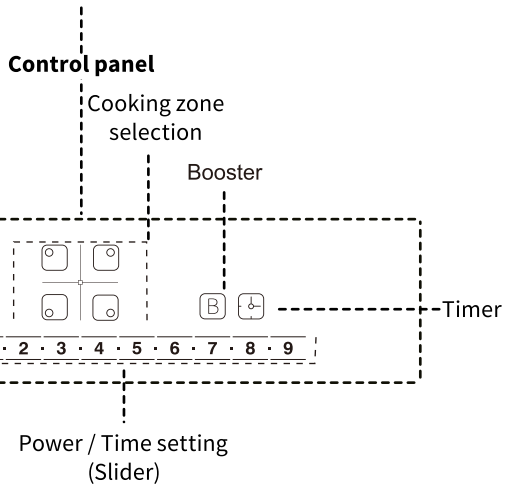 Control panel
Cooking zone
selection
Booster
B
Timer
· 2 · 3 · 4 · 5 · 6 · 7 · 8 · 9
Power / Time setting
(Slider)